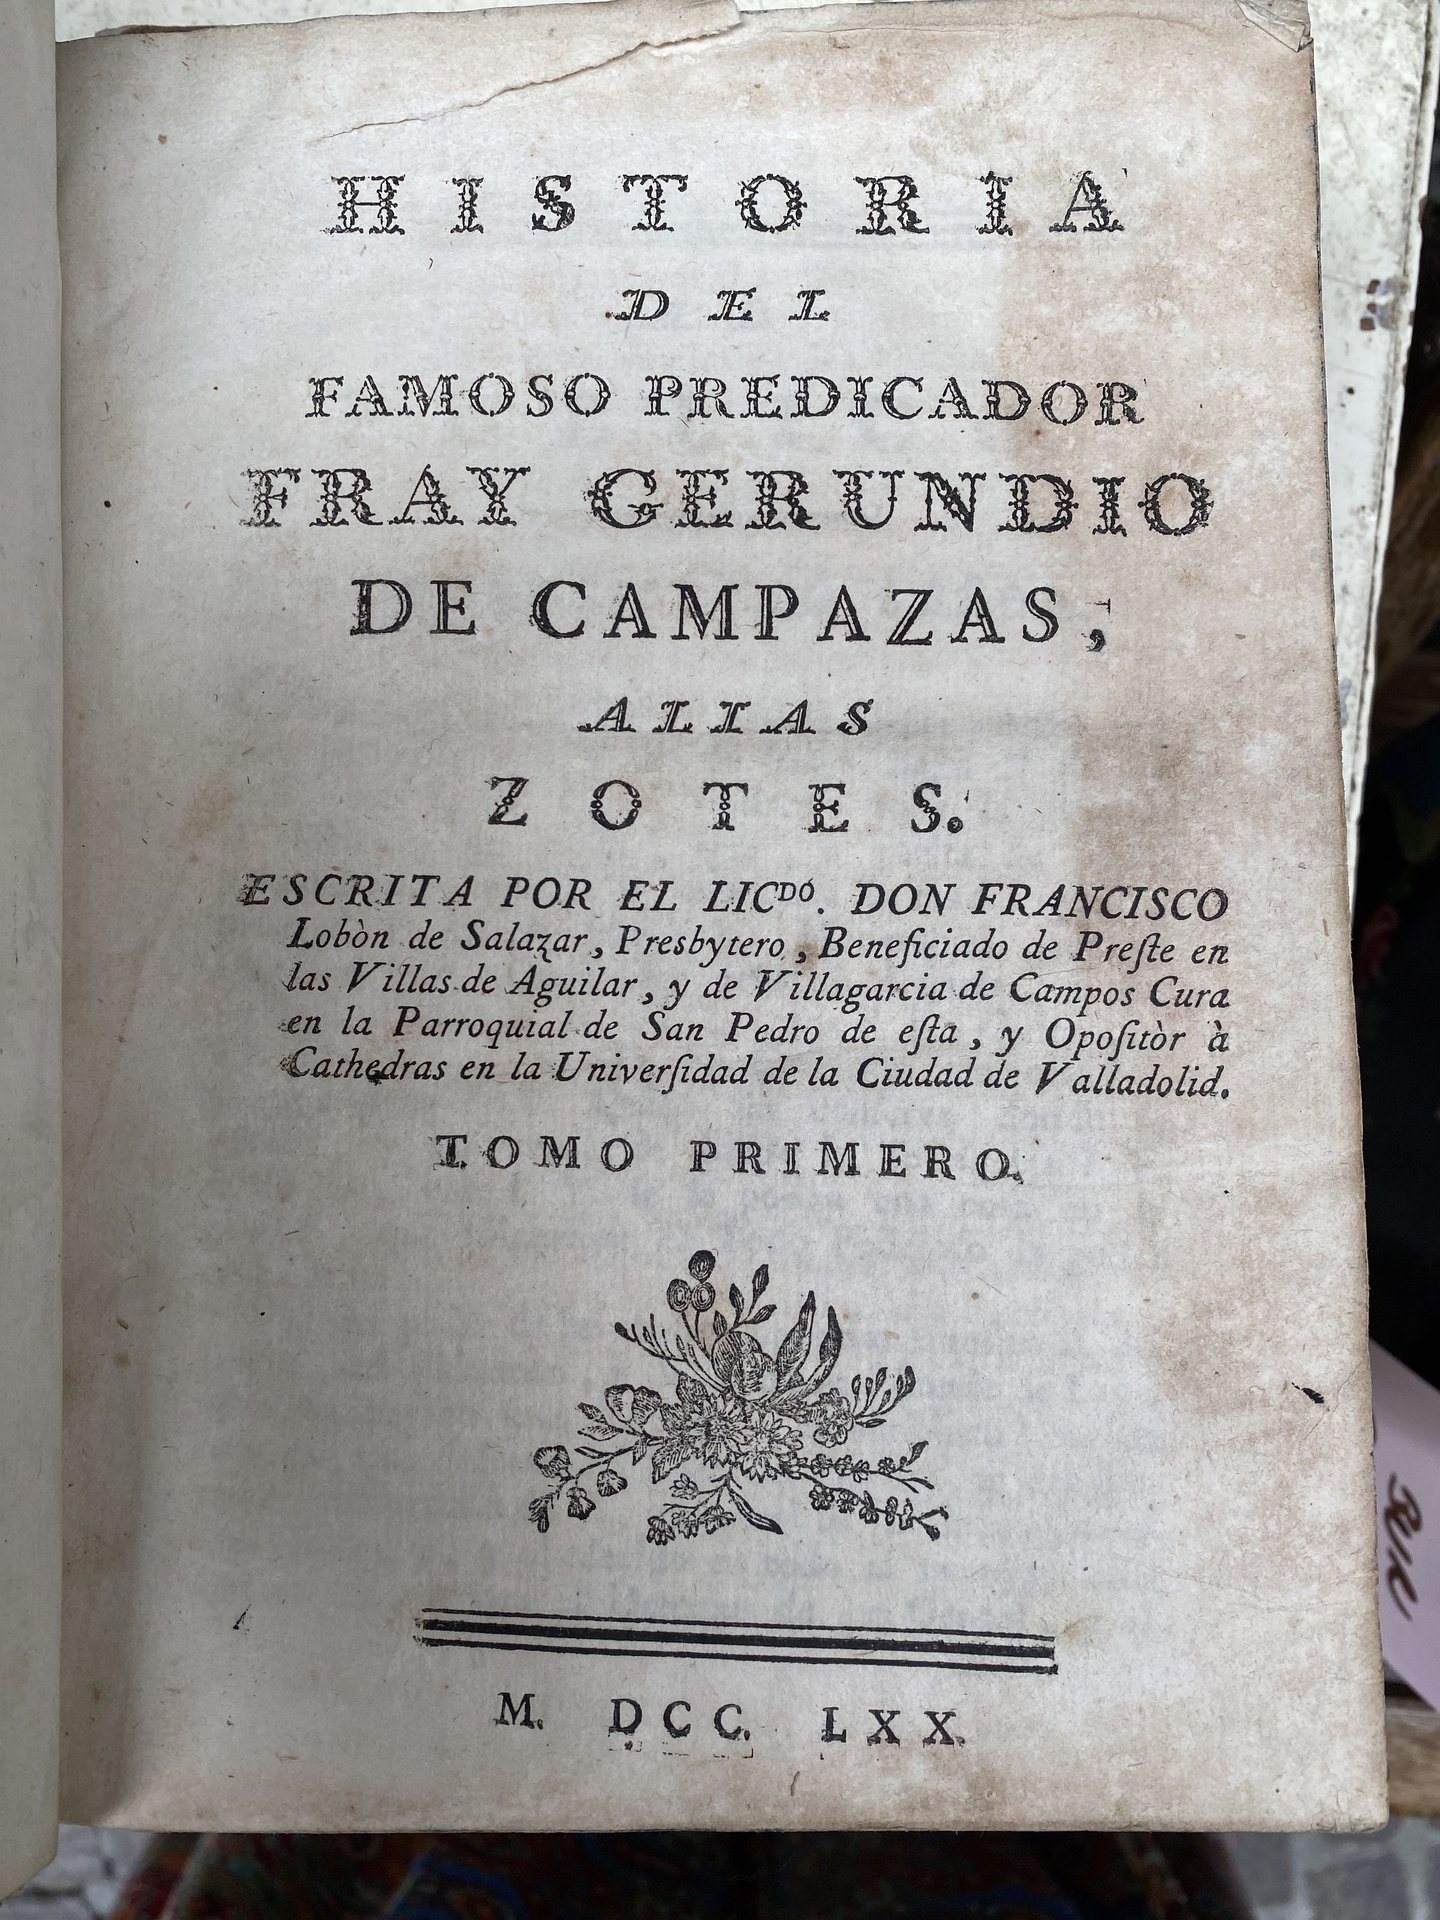 HISTORIA
DEL
FAMOSO PREDICADOR
FRAY GERUNDIO
DE CAMPAZAS,
ALIAS
ZOTES.
ESCRITA POR EL LICDO. DON FRANCISCO
Lobòn de Salazar, Presbytero, Beneficiado de Preſte en
las Villas de Aguilar, y de Villagarcia de Campos Cura
en la Parroquial de San Pedro de eſta, y Opoſitòr à
Cathedras en la Univerſidad de la Ciudad de Valladolid.
TOMO PRIMERO.
M. DCC. LXX.